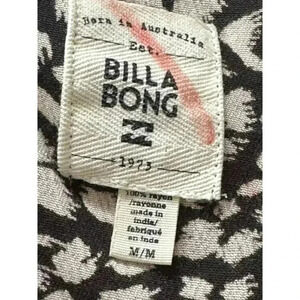 Born in Australia
Est.
BILLA
BONG
1973
100% rayon
/rayonne
made in
india/
fabriqué
en inde
M/M